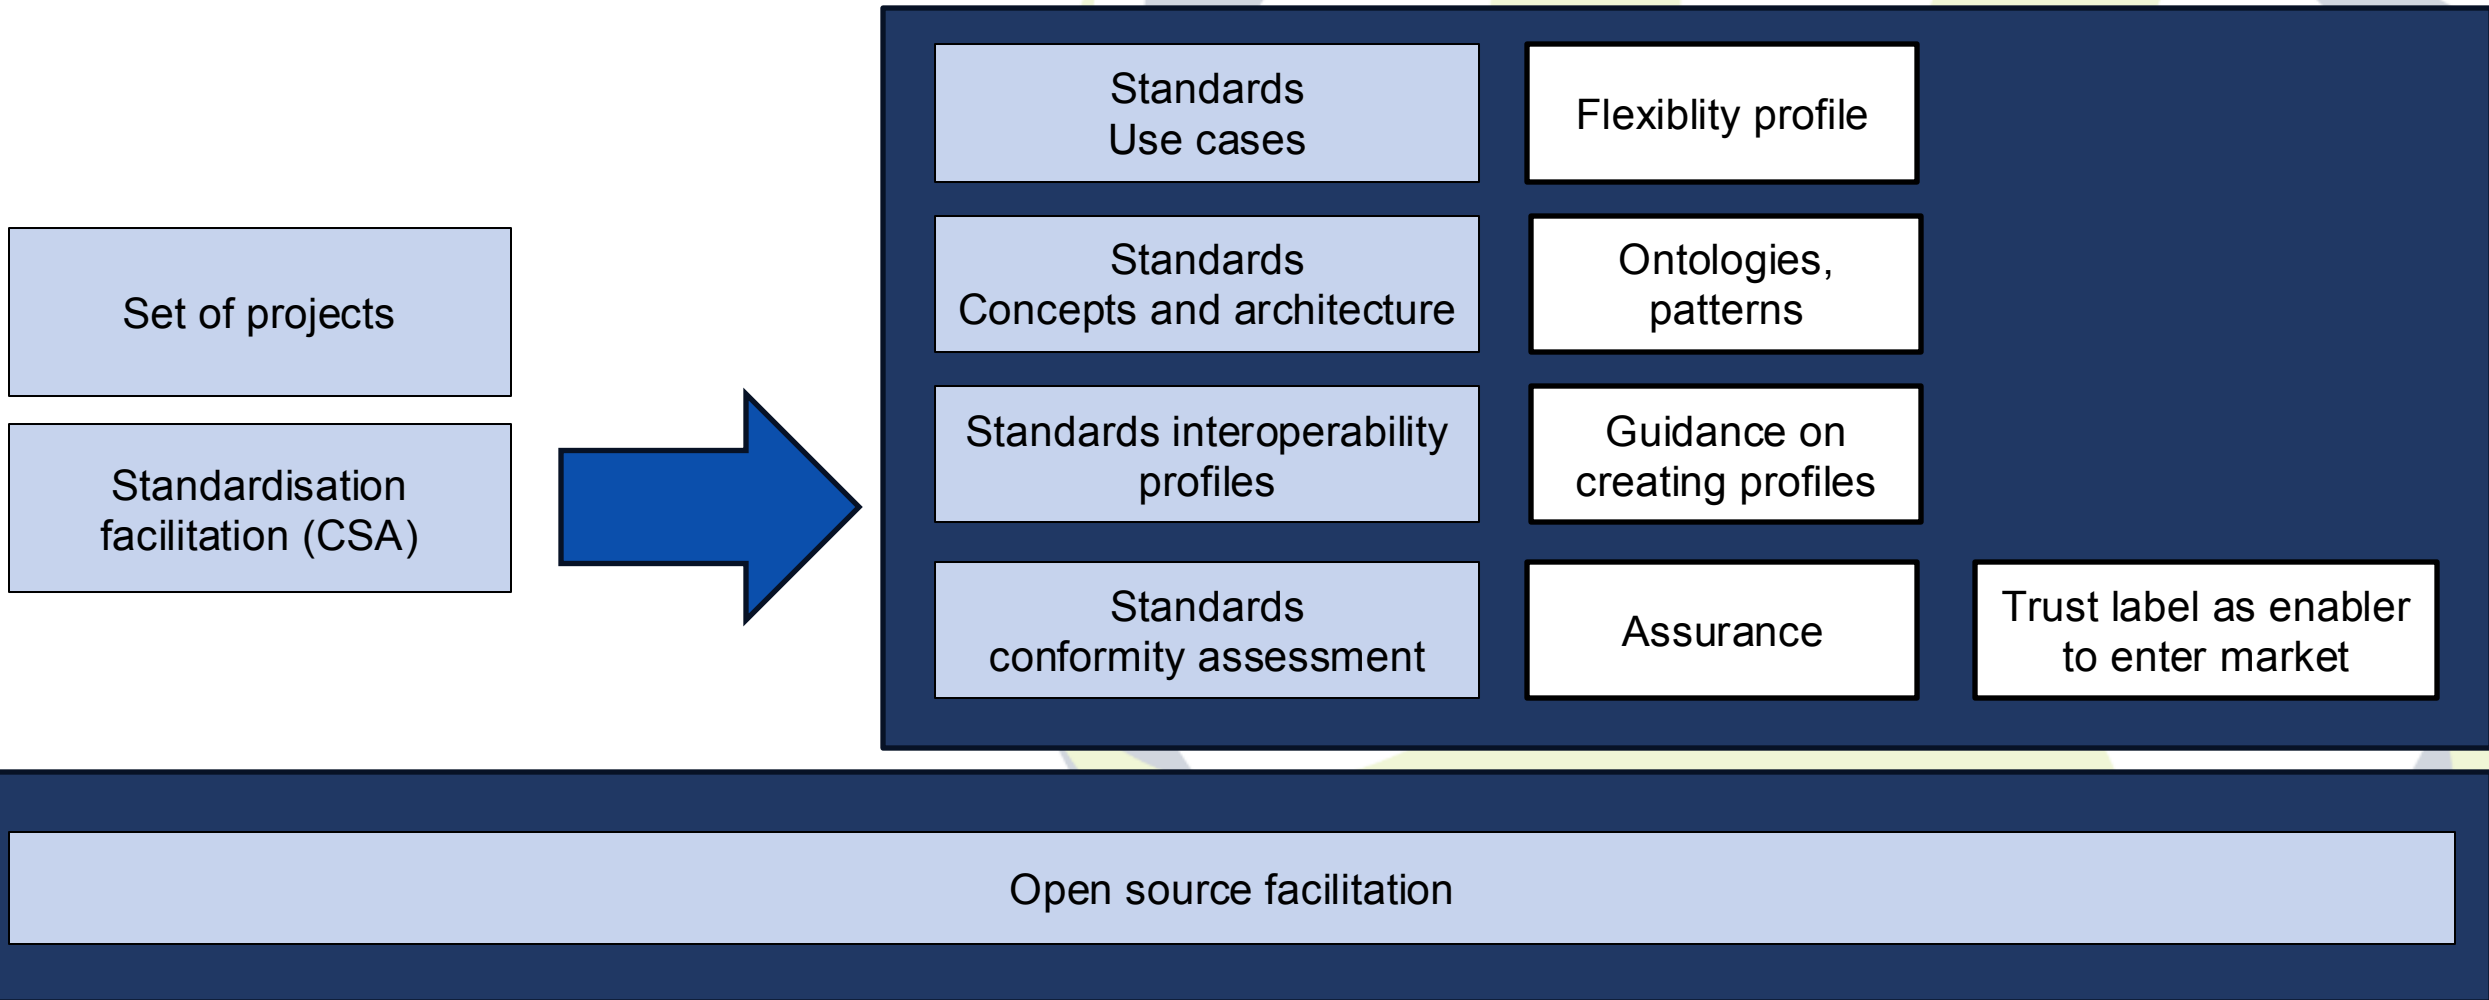 Set of projects
Standardisation
facilitation (CSA)
Standards
Use cases
Flexiblity profile
Standards
Concepts and architecture
Ontologies,
patterns
Standards interoperability
profiles
Guidance on
creating profiles
Standards
conformity assessment
Assurance
Trust label as enabler
to enter market
Open source facilitation